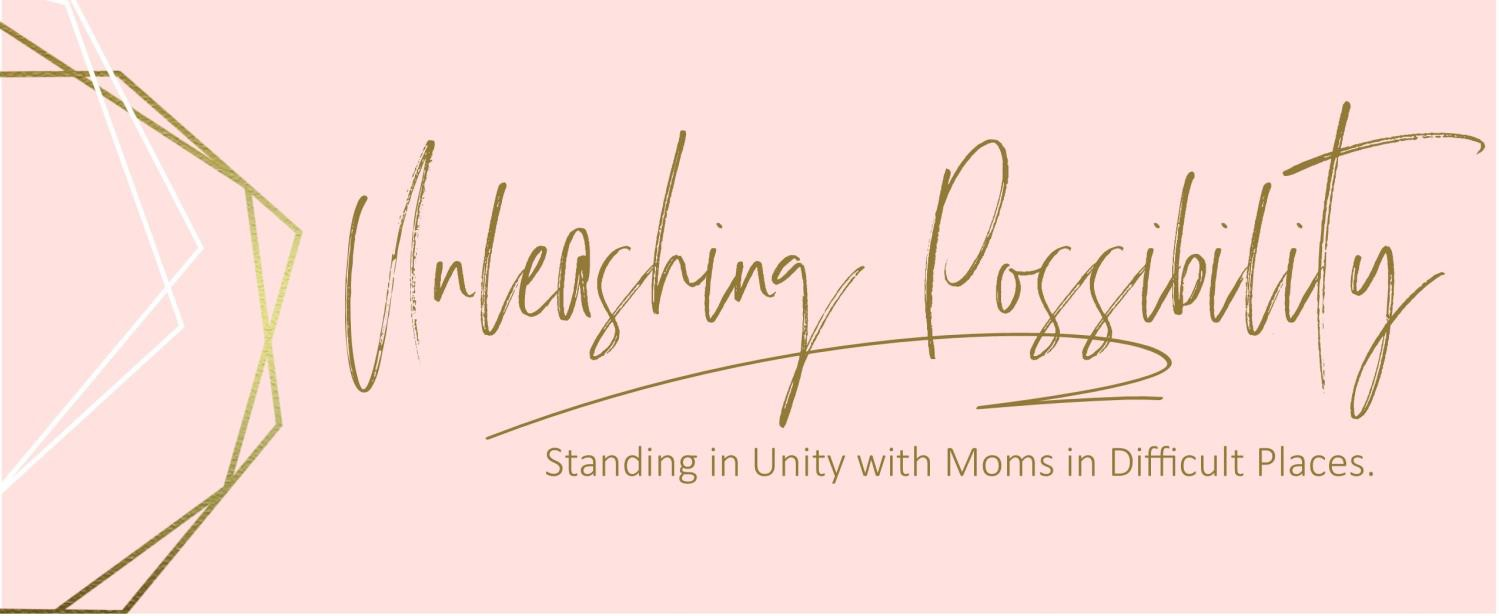 Unleashing Possibility
Standing in Unity with Moms in Difficult Places.